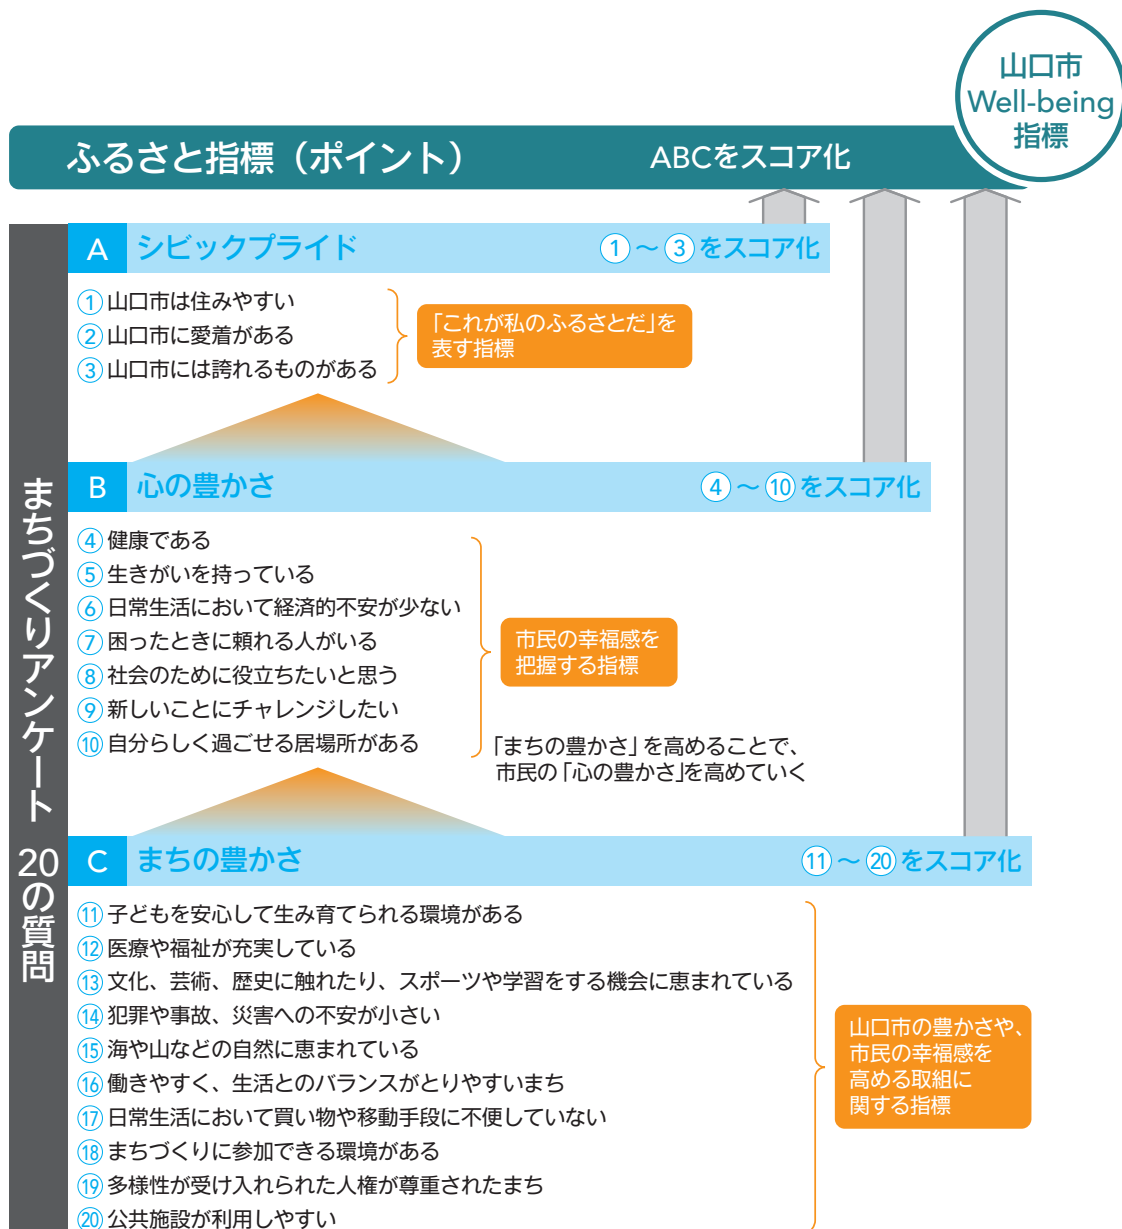 山口市
Well-being
指標
ふるさと指標（ポイント）
ABCをスコア化
まちづくりアンケート 20の質問
A シビックプライド
①～③をスコア化
①山口市は住みやすい
②山口市に愛着がある
③山口市には誇れるものがある
「これが私のふるさとだ」を
表す指標
B 心の豊かさ
④～⑩をスコア化
④健康である
⑤生きがいを持っている
⑥日常生活において経済的不安が少ない
⑦困ったときに頼れる人がいる
⑧社会のために役立ちたいと思う
⑨新しいことにチャレンジしたい
⑩自分らしく過ごせる居場所がある
市民の幸福感を
把握する指標
「まちの豊かさ」を高めることで、
市民の「心の豊かさ」を高めていく
C まちの豊かさ
⑪～⑳をスコア化
⑪子どもを安心して生み育てられる環境がある
⑫医療や福祉が充実している
⑬文化、芸術、歴史に触れたり、スポーツや学習をする機会に恵まれている
⑭犯罪や事故、災害への不安が小さい
⑮海や山などの自然に恵まれている
⑯働きやすく、生活とのバランスがとりやすいまち
⑰日常生活において買い物や移動手段に不便していない
⑱まちづくりに参加できる環境がある
⑲多様性が受け入れられた人権が尊重されたまち
⑳公共施設が利用しやすい
山口市の豊かさや、
市民の幸福感を
高める取組に
関する指標